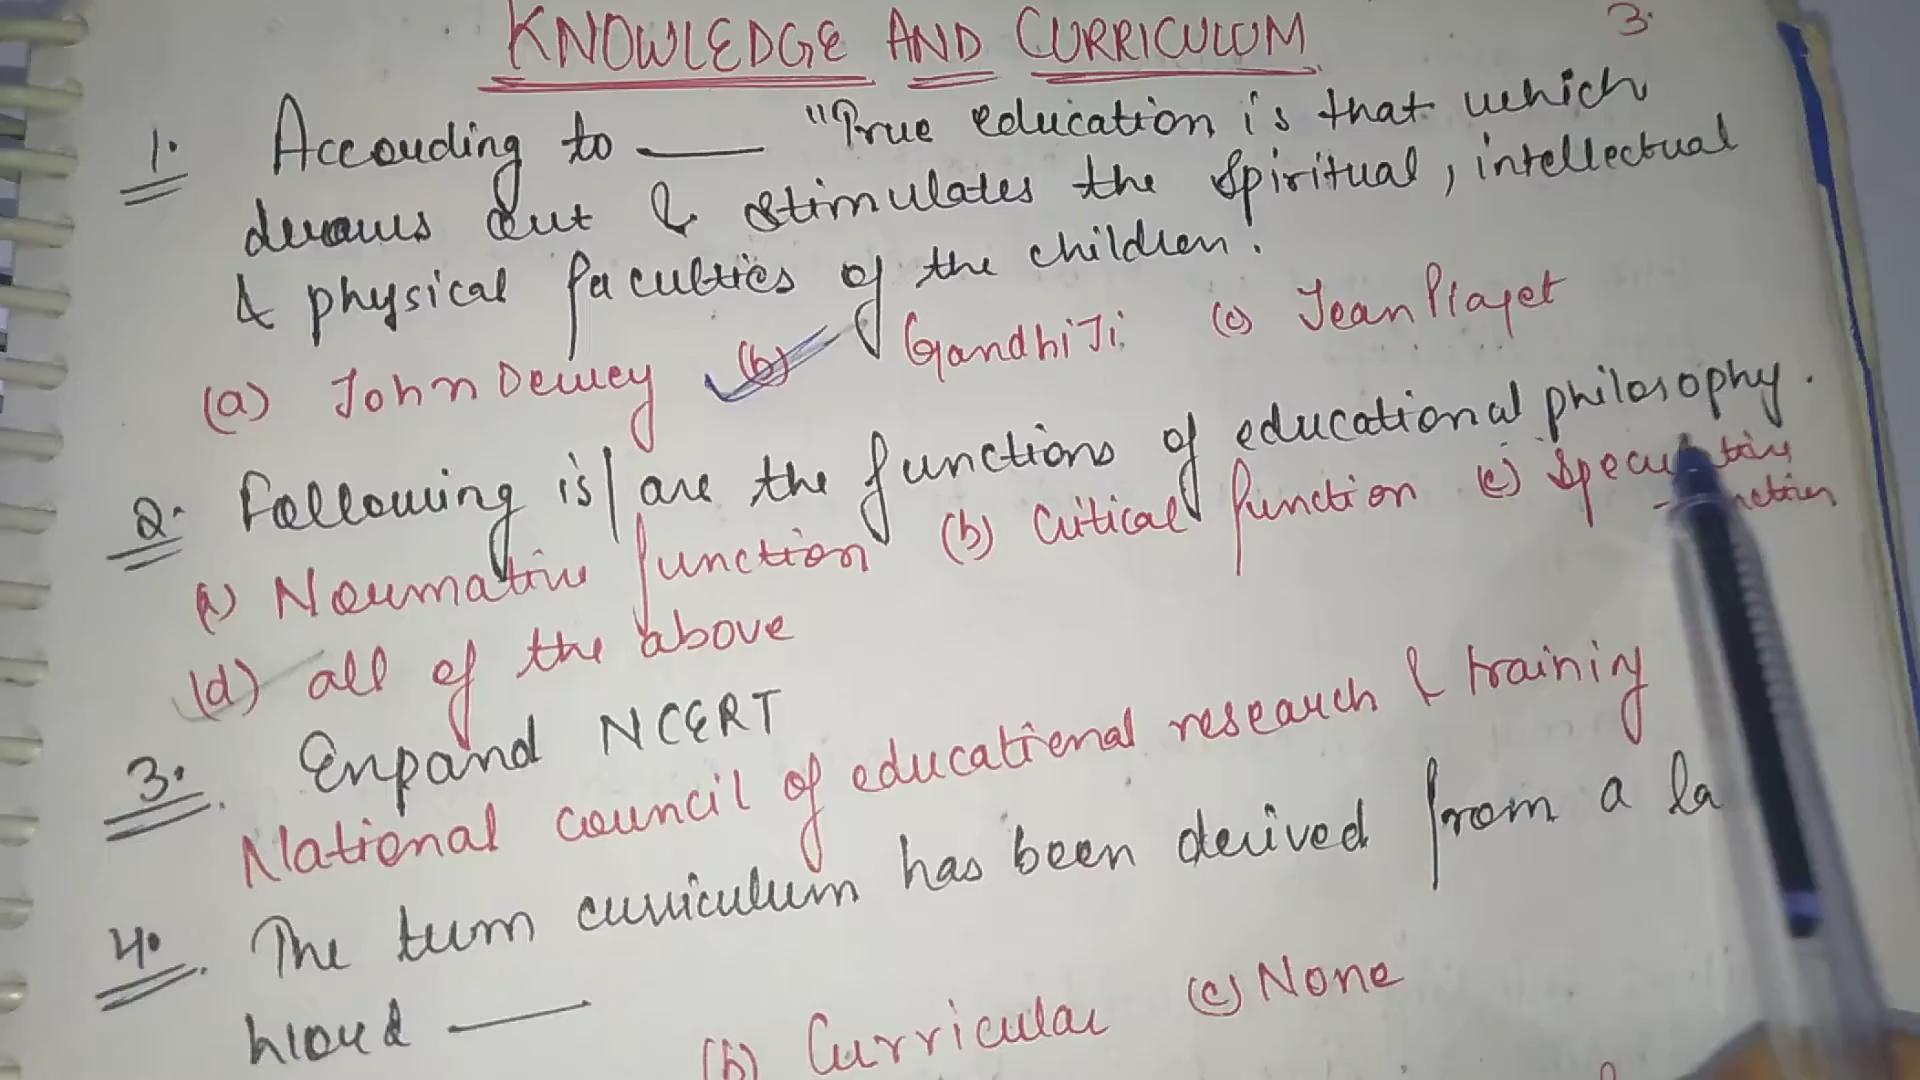 KNOWLEDGE AND CURRICULUM
3.
1. According to ___ "True education is that which
draws out & stimulates the spiritual, intellectual
& physical faculties of the children.
(a) John Dewey (b) GandhiJi (c) Jean Piajet
2. Following is/are the functions of educational philosophy.
(a) Normative function (b) Critical function (c)
(d) all of the above
3. Expand NCERT
National council of educational research & training
4. The term curriculum has been derived from a la
word ___
(b) Curricular (c) None